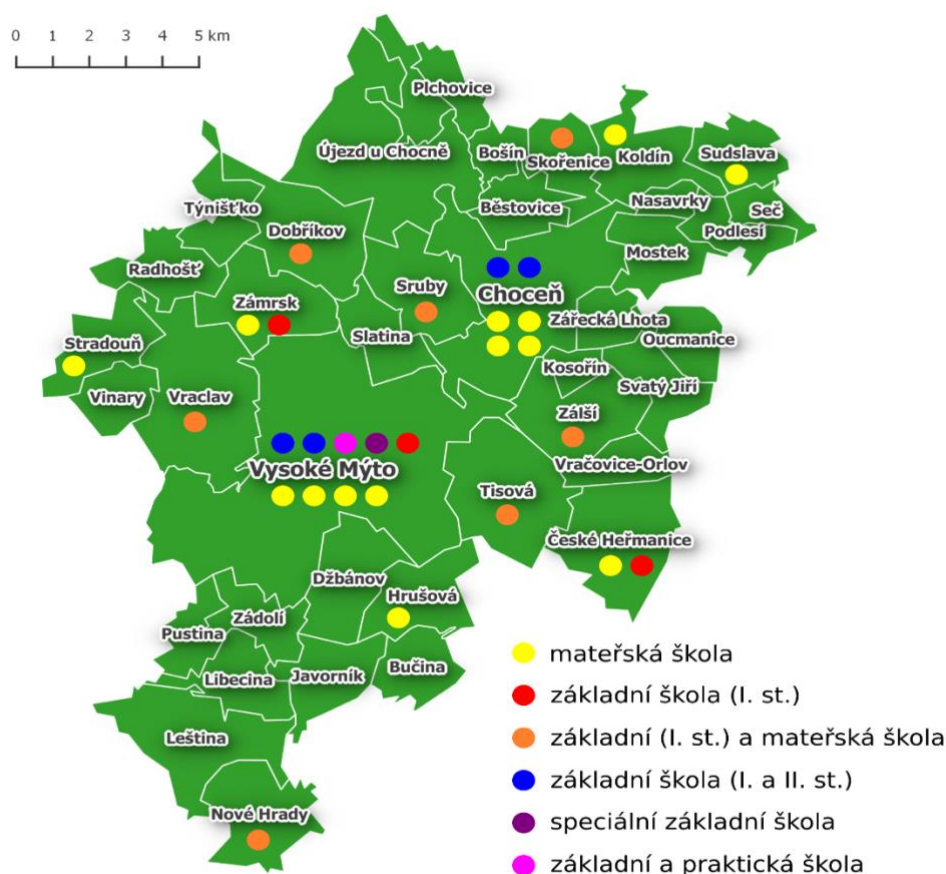 0 1 2 3 4 5 km
Plchovice
Újezd u Chocně
Bošín
Skořenice
Koldín
Sudslava
Týnišťko
Dobříkov
Běstovice
Nasavrky
Seč
Podlesí
Mostek
Radhošť
Zámrsk
Sruby
Choceň
Zářecká Lhota
Oucmanice
Slatina
Stradouň
Kosořín
Svatý Jiří
Vinary
Vraclav
Zálší
Vysoké Mýto
Vračovice-Orlov
Tisová
České Heřmanice
Džbánov
Hrušová
Zádolí
Pustina
Libecina
Javorník
Bučina
Leština
Nové Hrady
mateřská škola
základní škola (I. st.)
základní (I. st.) a mateřská škola
základní škola (I. a II. st.)
speciální základní škola
základní a praktická škola